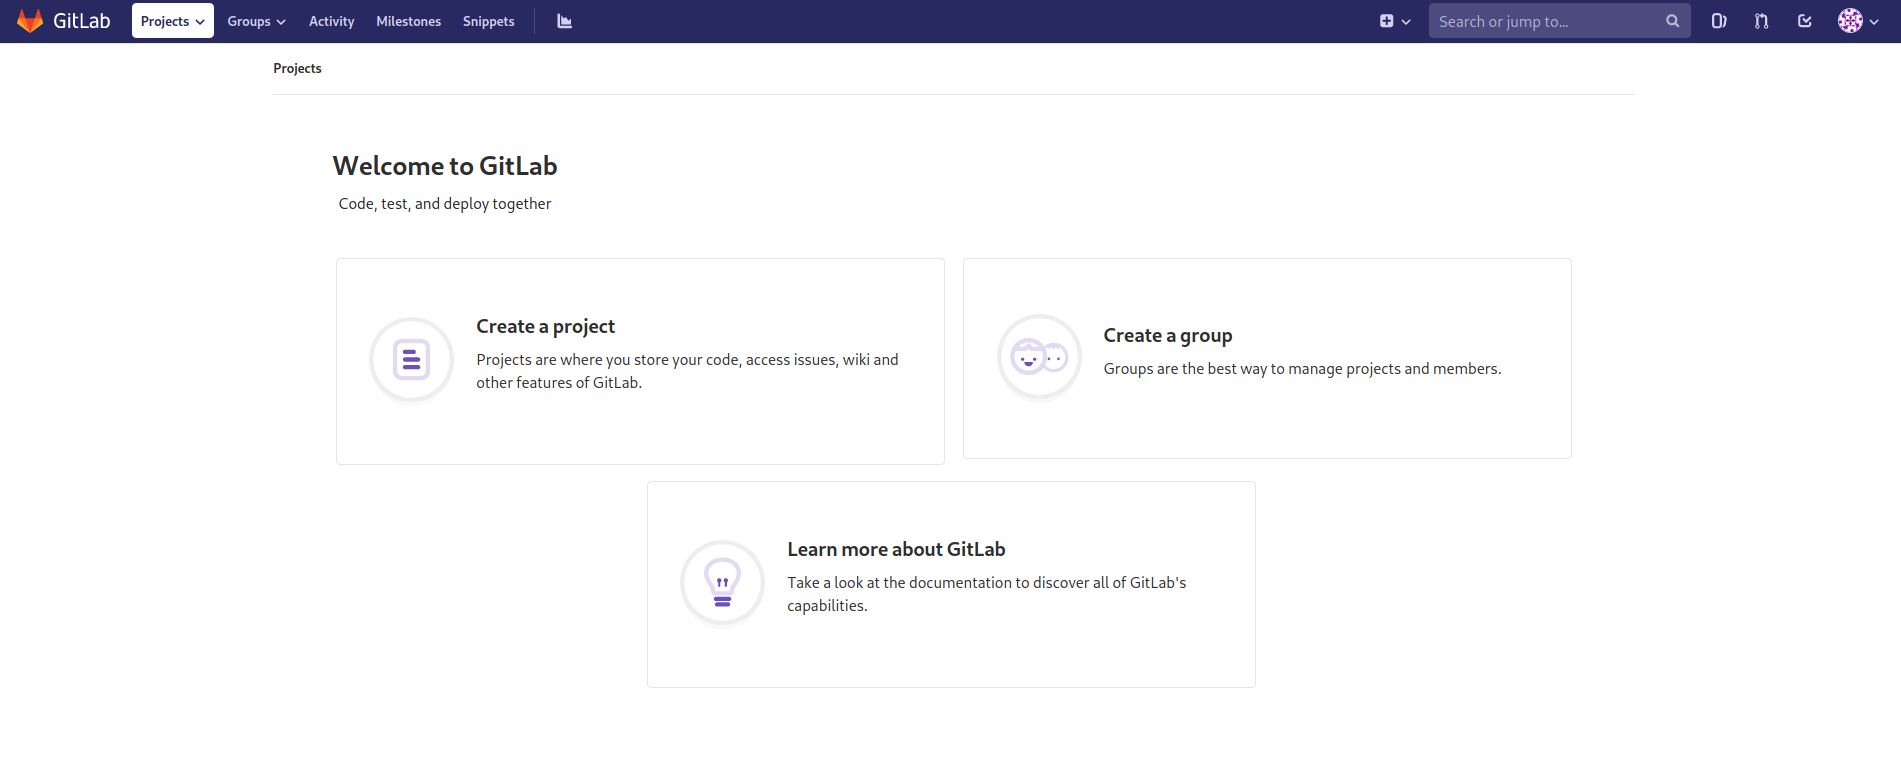 GitLab Projects Groups Activity Milestones Snippets Search or jump to...
Projects
Welcome to GitLab
Code, test, and deploy together
Create a project
Projects are where you store your code, access issues, wiki and
other features of GitLab.
Create a group
Groups are the best way to manage projects and members.
Learn more about GitLab
Take a look at the documentation to discover all of GitLab's
capabilities.